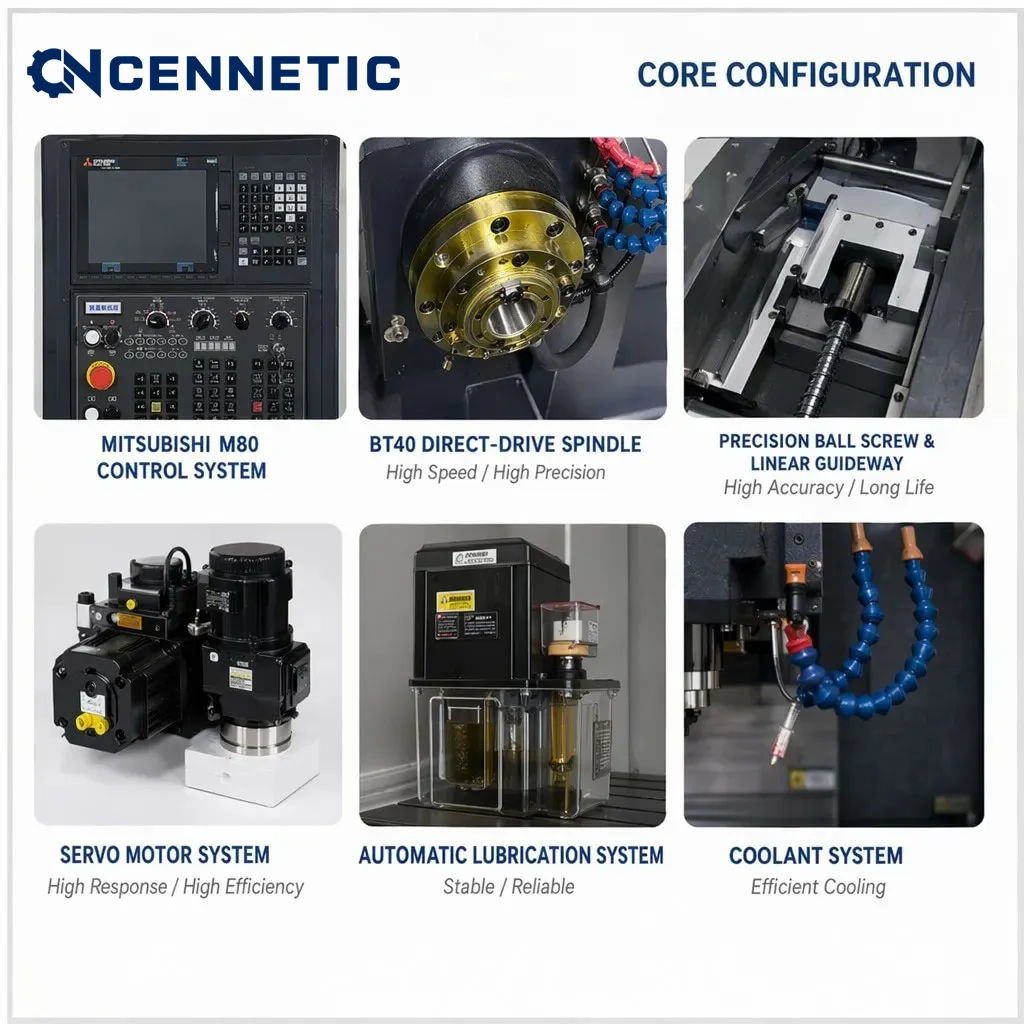 CNCENNETIC
CORE CONFIGURATION
MITSUBISHI M80
CONTROL SYSTEM
BT40 DIRECT-DRIVE SPINDLE
High Speed / High Precision
PRECISION BALL SCREW &
LINEAR GUIDEWAY
High Accuracy / Long Life
SERVO MOTOR SYSTEM
High Response / High Efficiency
AUTOMATIC LUBRICATION SYSTEM
Stable / Reliable
COOLANT SYSTEM
Efficient Cooling